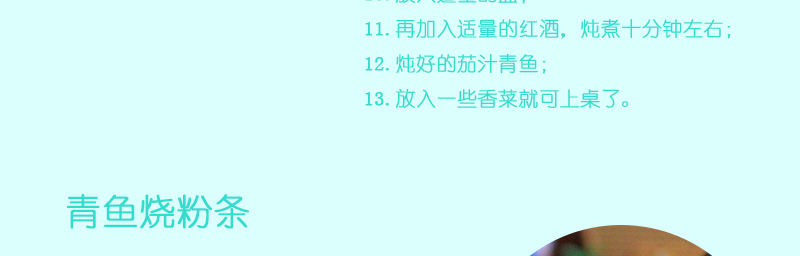 11.再加入适量的红酒，炖煮十分钟左右；
12.炖好的茄汁青鱼；
13.放入一些香菜就可上桌了。
青鱼烧粉条